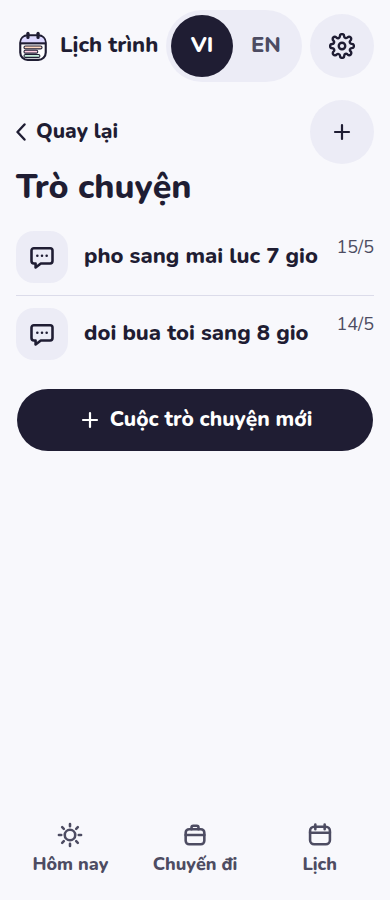 Lịch trình
VI
EN
Quay lại
Trò chuyện
pho sang mai luc 7 gio
15/5
doi bua toi sang 8 gio
14/5
Cuộc trò chuyện mới
Hôm nay
Chuyến đi
Lịch